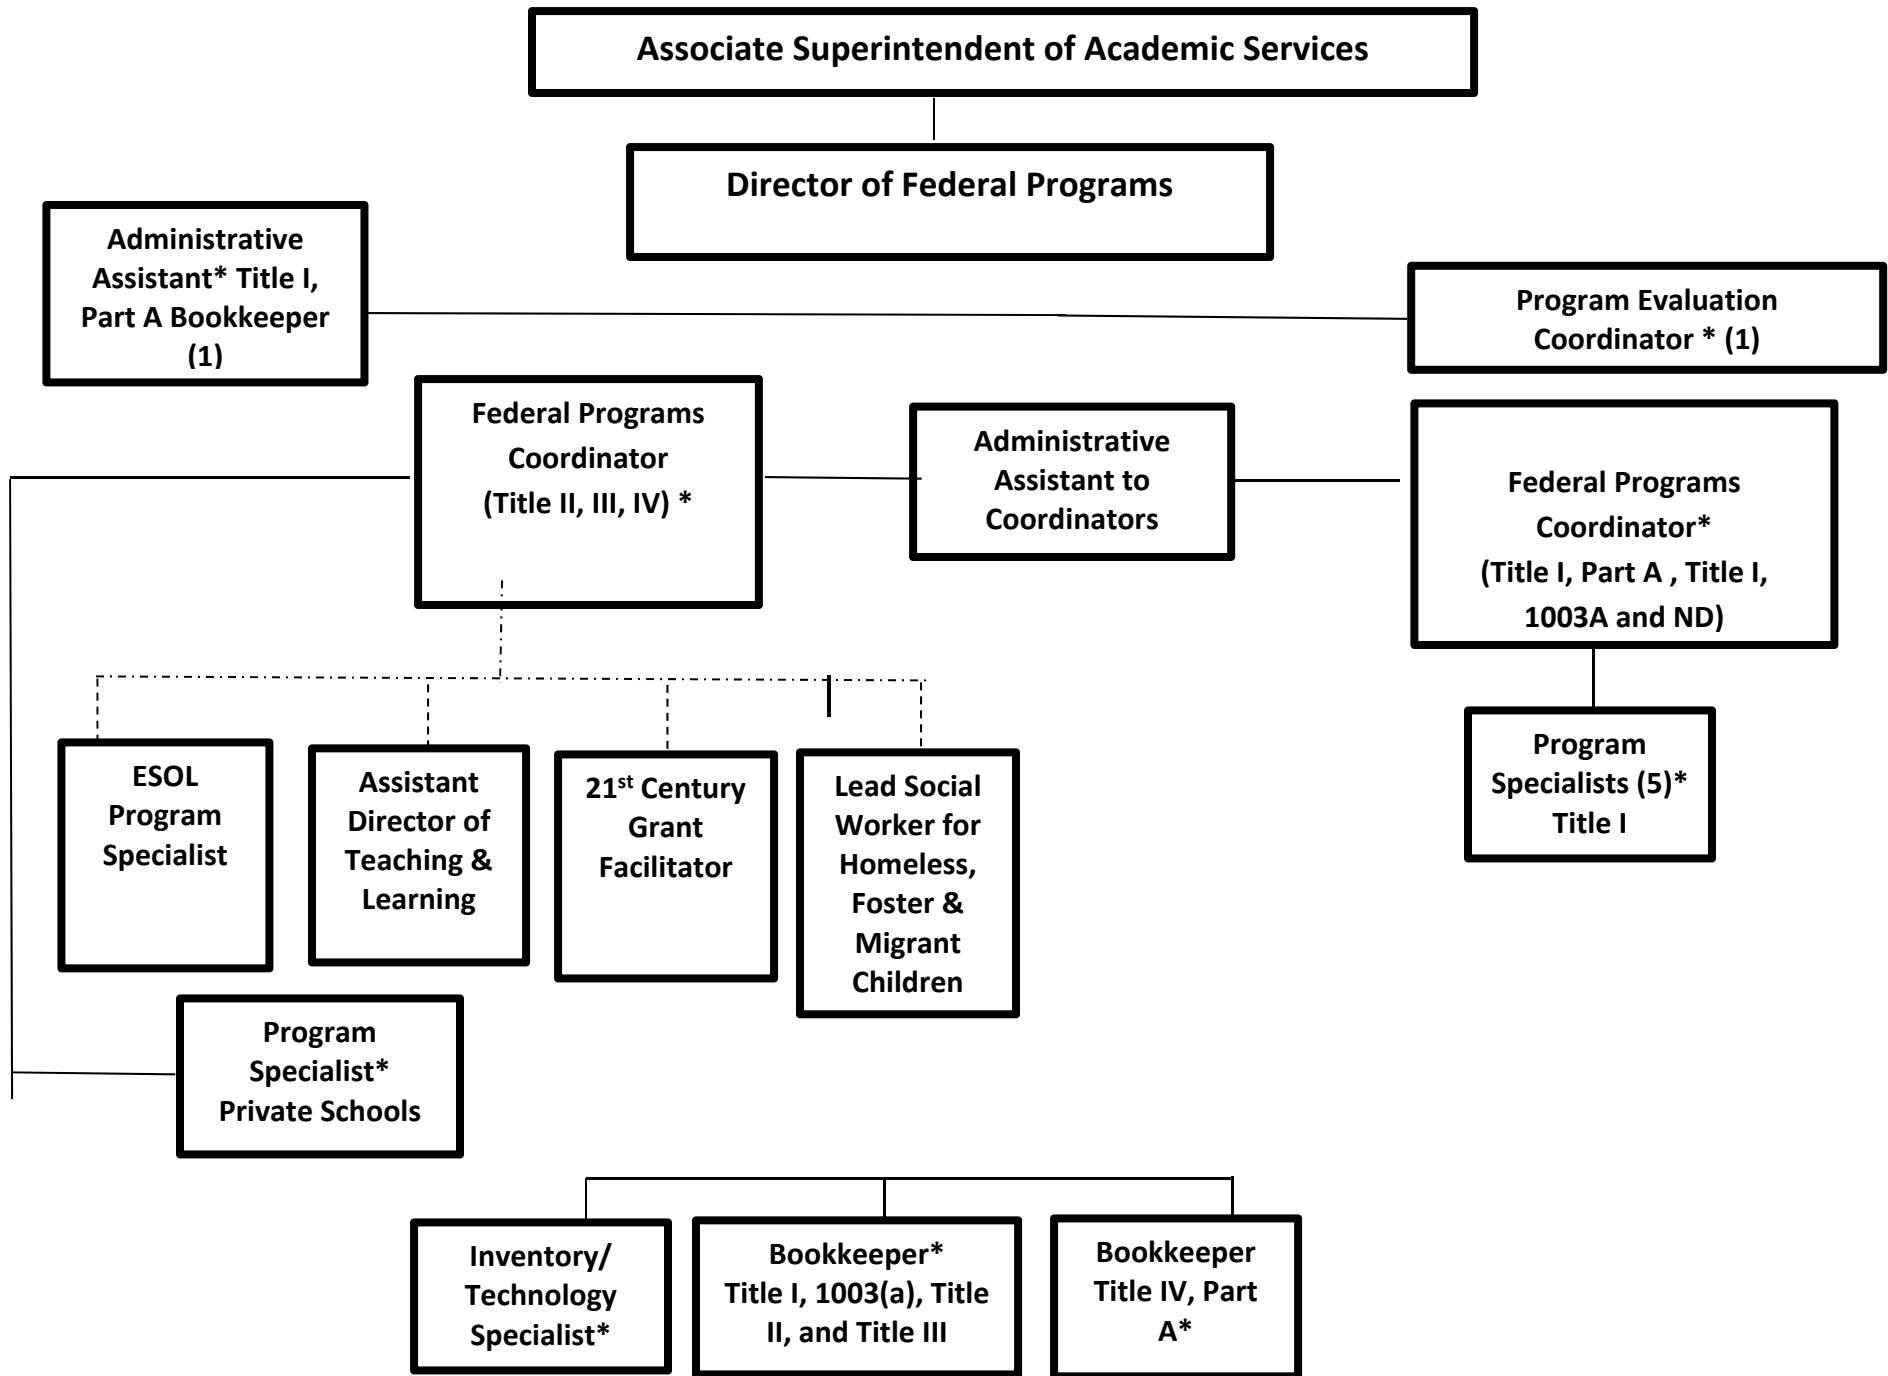 Associate Superintendent of Academic Services
Director of Federal Programs
Administrative
Assistant* Title I,
Part A Bookkeeper
(1)
Program Evaluation
Coordinator * (1)
Federal Programs
Coordinator
(Title II, III, IV) *
Administrative
Assistant to
Coordinators
Federal Programs
Coordinator*
(Title I, Part A , Title I,
1003A and ND)
Program
Specialists (5)*
Title I
ESOL
Program
Specialist
Assistant
Director of
Teaching &
Learning
21st Century
Grant
Facilitator
Lead Social
Worker for
Homeless,
Foster &
Migrant
Children
Program
Specialist*
Private Schools
Inventory/
Technology
Specialist*
Bookkeeper*
Title I, 1003(a), Title
II, and Title III
Bookkeeper
Title IV, Part
A*